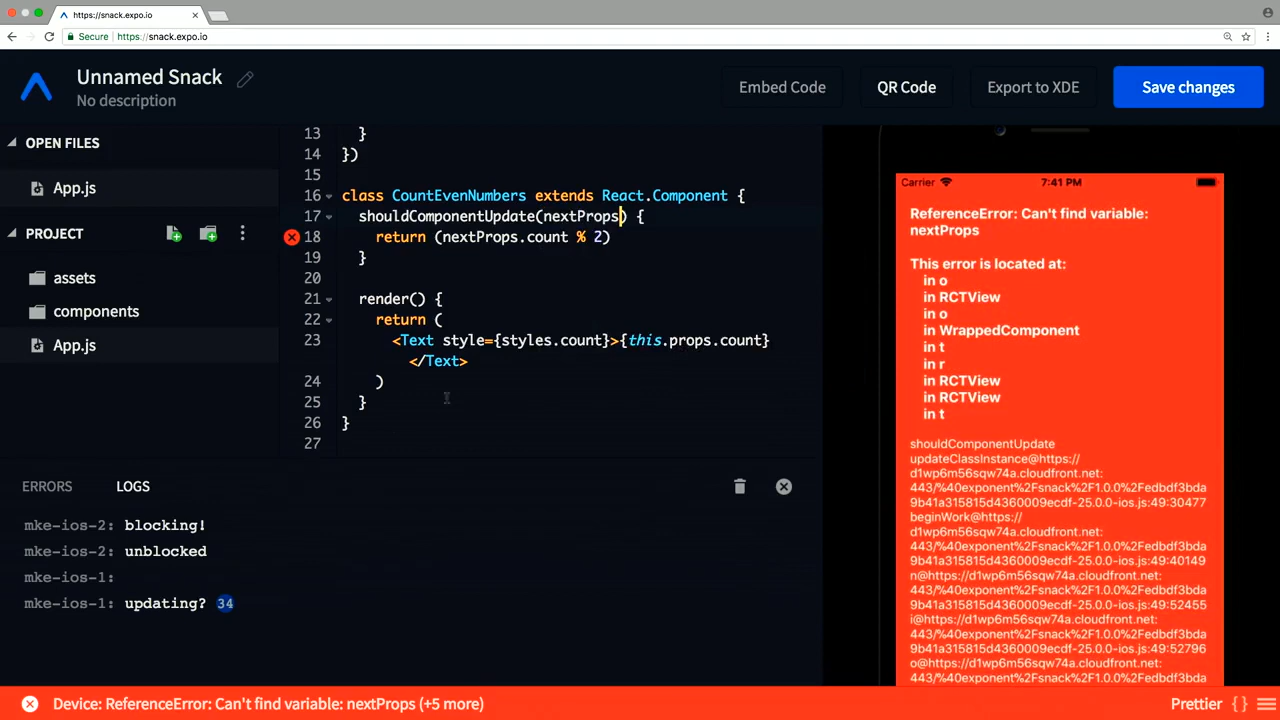 https://snack.expo.io
Secure https://snack.expo.io
Unnamed Snack
No description
Embed Code
QR Code
Export to XDE
Save changes
OPEN FILES
App.js
PROJECT
assets
components
App.js
13 }
14 })
15
16 class CountEvenNumbers extends React.Component {
17 shouldComponentUpdate(nextProps) {
18 return (nextProps.count % 2)
19 }
20
21 render() {
22 return (
23 <Text style={styles.count}>{this.props.count}
</Text>
24 )
25 }
26 }
27
ERRORS LOGS
mke-ios-2: blocking!
mke-ios-2: unblocked
mke-ios-1:
mke-ios-1: updating? 34
Carrier 7:41 PM
ReferenceError: Can't find variable:
nextProps
This error is located at:
in o
in RCTView
in o
in WrappedComponent
in t
in r
in RCTView
in RCTView
in t
shouldComponentUpdate
updateClassInstance@https://
d1wp6m56sqw74a.cloudfront.net:
443/%40exponent%2Fsnack%2F1.0.0%2Fedbdf3bda
9b41a315815d4360009ecdf-25.0.0-ios.js:49:30477
beginWork@https://
d1wp6m56sqw74a.cloudfront.net:
443/%40exponent%2Fsnack%2F1.0.0%2Fedbdf3bda
9b41a315815d4360009ecdf-25.0.0-ios.js:49:40149
n@https://d1wp6m56sqw74a.cloudfront.net:
443/%40exponent%2Fsnack%2F1.0.0%2Fedbdf3bda
9b41a315815d4360009ecdf-25.0.0-ios.js:49:52455
i@https://d1wp6m56sqw74a.cloudfront.net:
443/%40exponent%2Fsnack%2F1.0.0%2Fedbdf3bda
9b41a315815d4360009ecdf-25.0.0-ios.js:49:52796
o@https://d1wp6m56sqw74a.cloudfront.net:
443/%40exponent%2Fsnack%2F1.0.0%2Fedbdf3bda
Device: ReferenceError: Can't find variable: nextProps (+5 more)
Prettier { }